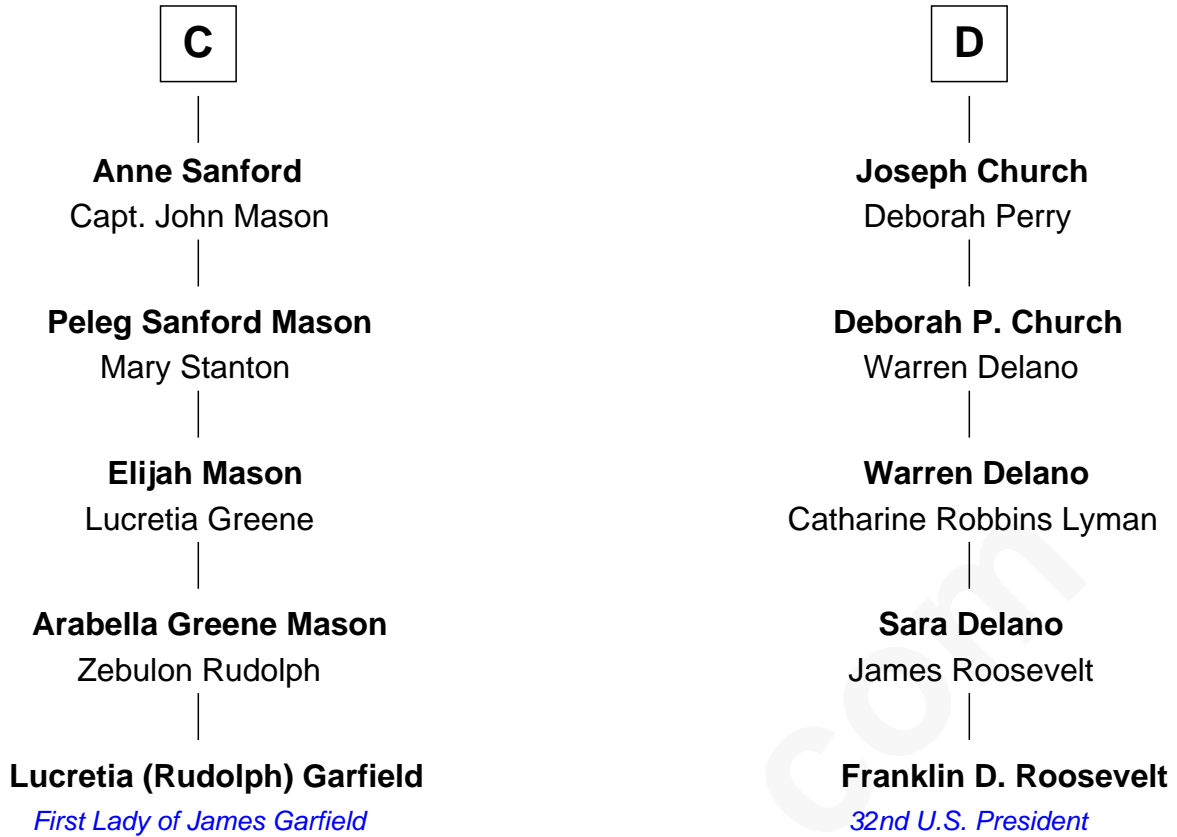 C
Anne Sanford
Capt. John Mason
Peleg Sanford Mason
Mary Stanton
Elijah Mason
Lucretia Greene
Arabella Greene Mason
Zebulon Rudolph
Lucretia (Rudolph) Garfield
First Lady of James Garfield
D
Joseph Church
Deborah Perry
Deborah P. Church
Warren Delano
Warren Delano
Catharine Robbins Lyman
Sara Delano
James Roosevelt
Franklin D. Roosevelt
32nd U.S. President
com